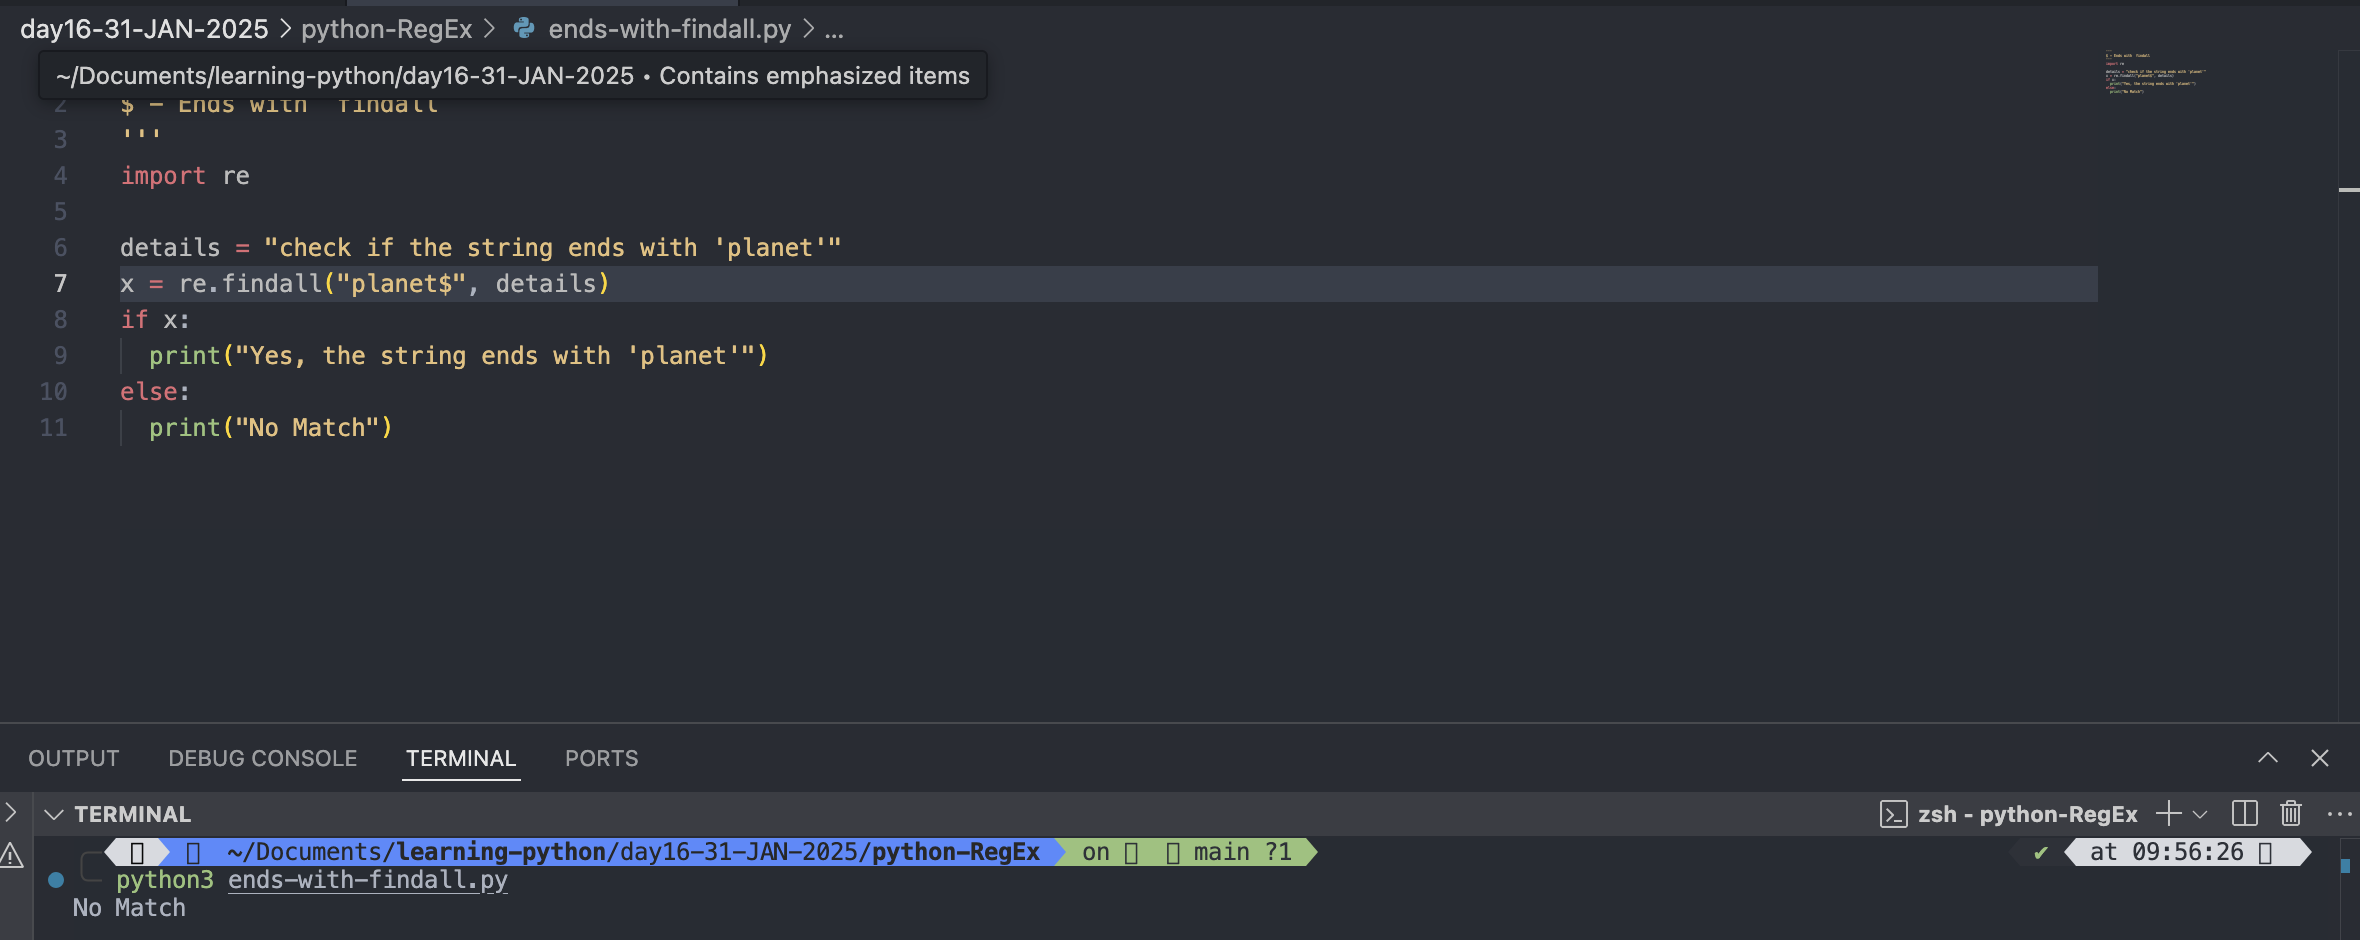 day16-31-JAN-2025 > python-RegEx > ends-with-findall.py > ...
~/Documents/learning-python/day16-31-JAN-2025 • Contains emphasized items
2 $ - Ends with  findall
3 '''
4 import re
5
6 details = "check if the string ends with 'planet'"
7 x = re.findall("planet$", details)
8 if x:
9   print("Yes, the string ends with 'planet'")
10 else:
11   print("No Match")
OUTPUT DEBUG CONSOLE TERMINAL PORTS
TERMINAL zsh - python-RegEx
~/Documents/learning-python/day16-31-JAN-2025/python-RegEx on main ?1 ✔ at 09:56:26
python3 ends-with-findall.py
No Match